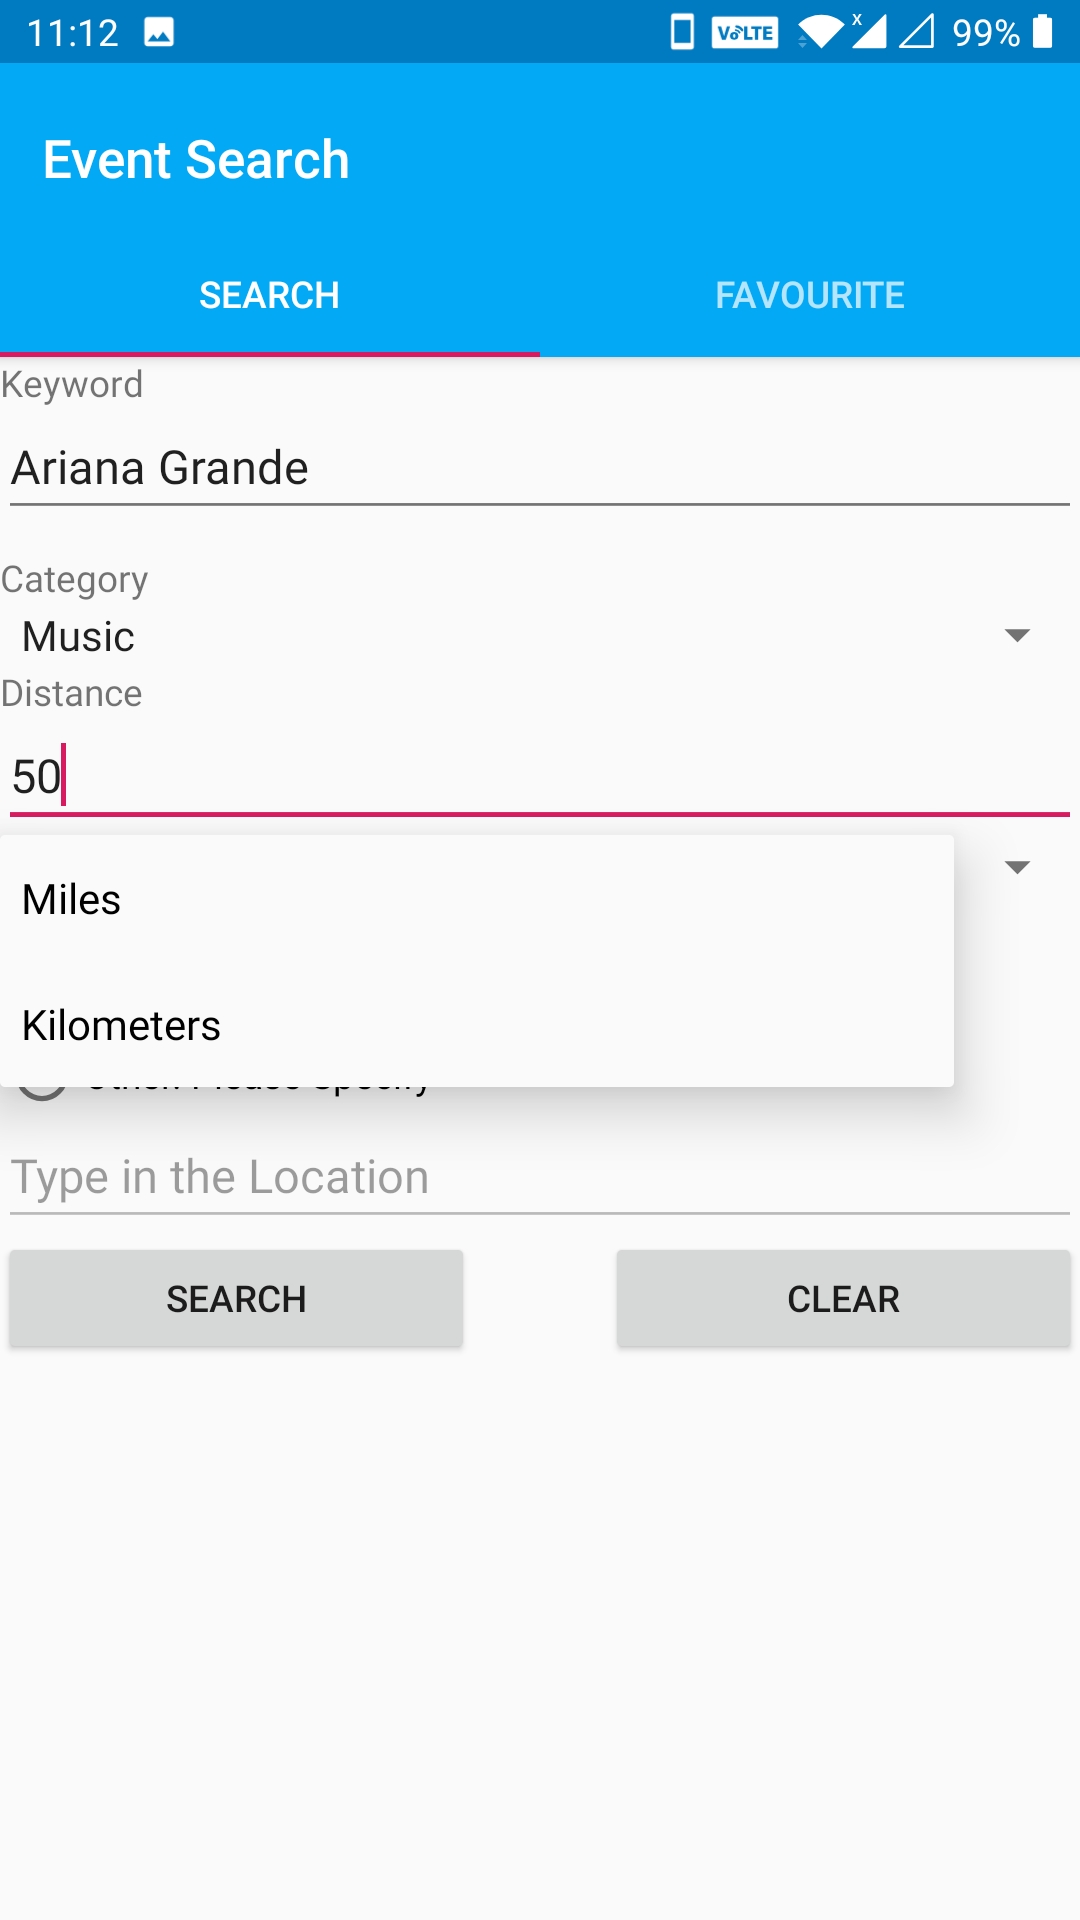 11:12 VoLTE x 99%
Event Search
SEARCH FAVOURITE
Keyword
Ariana Grande
Category
Music
Distance
50
Miles
Kilometers
Type in the Location
SEARCH CLEAR